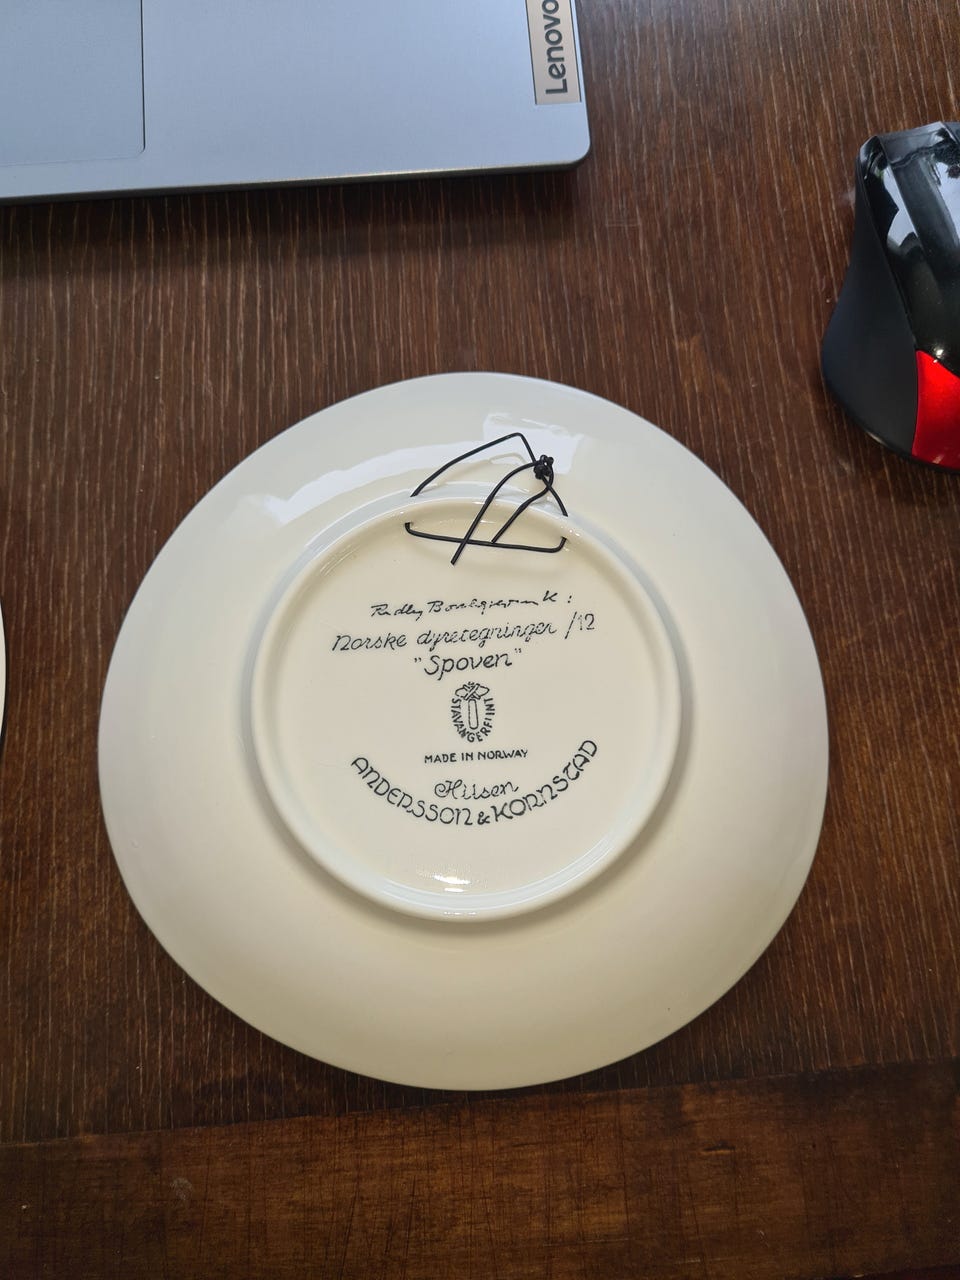 Lenovo
K:
Norske dyretegninger /12
"Spoven"
STAVANGERFLINT
MADE IN NORWAY
Hilsen
ANDERSSON & KORNSTAD